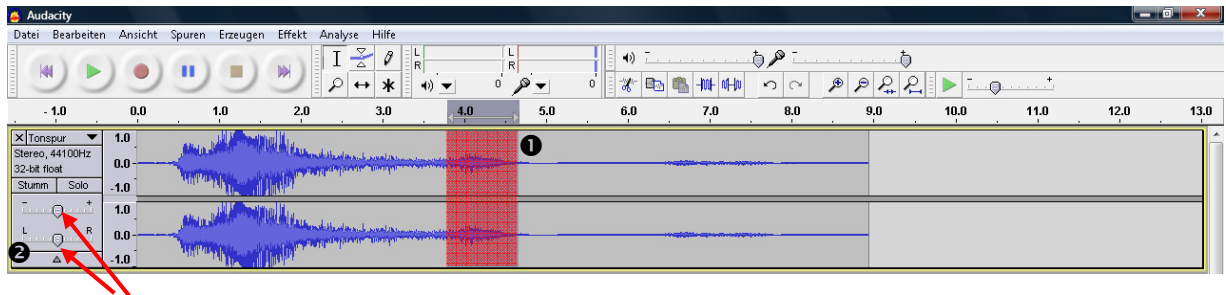 Audacity
Datei Bearbeiten Ansicht Spuren Erzeugen Effekt Analyse Hilfe
L
R
L
R
0
0
- 1.0 0.0 1.0 2.0 3.0 4.0 5.0 6.0 7.0 8.0 9.0 10.0 11.0 12.0 13.0
X Tonspur
Stereo, 44100Hz
32-bit float
Stumm Solo
- +
L R
1.0
0.0
-1.0
1.0
0.0
-1.0
❶
❷